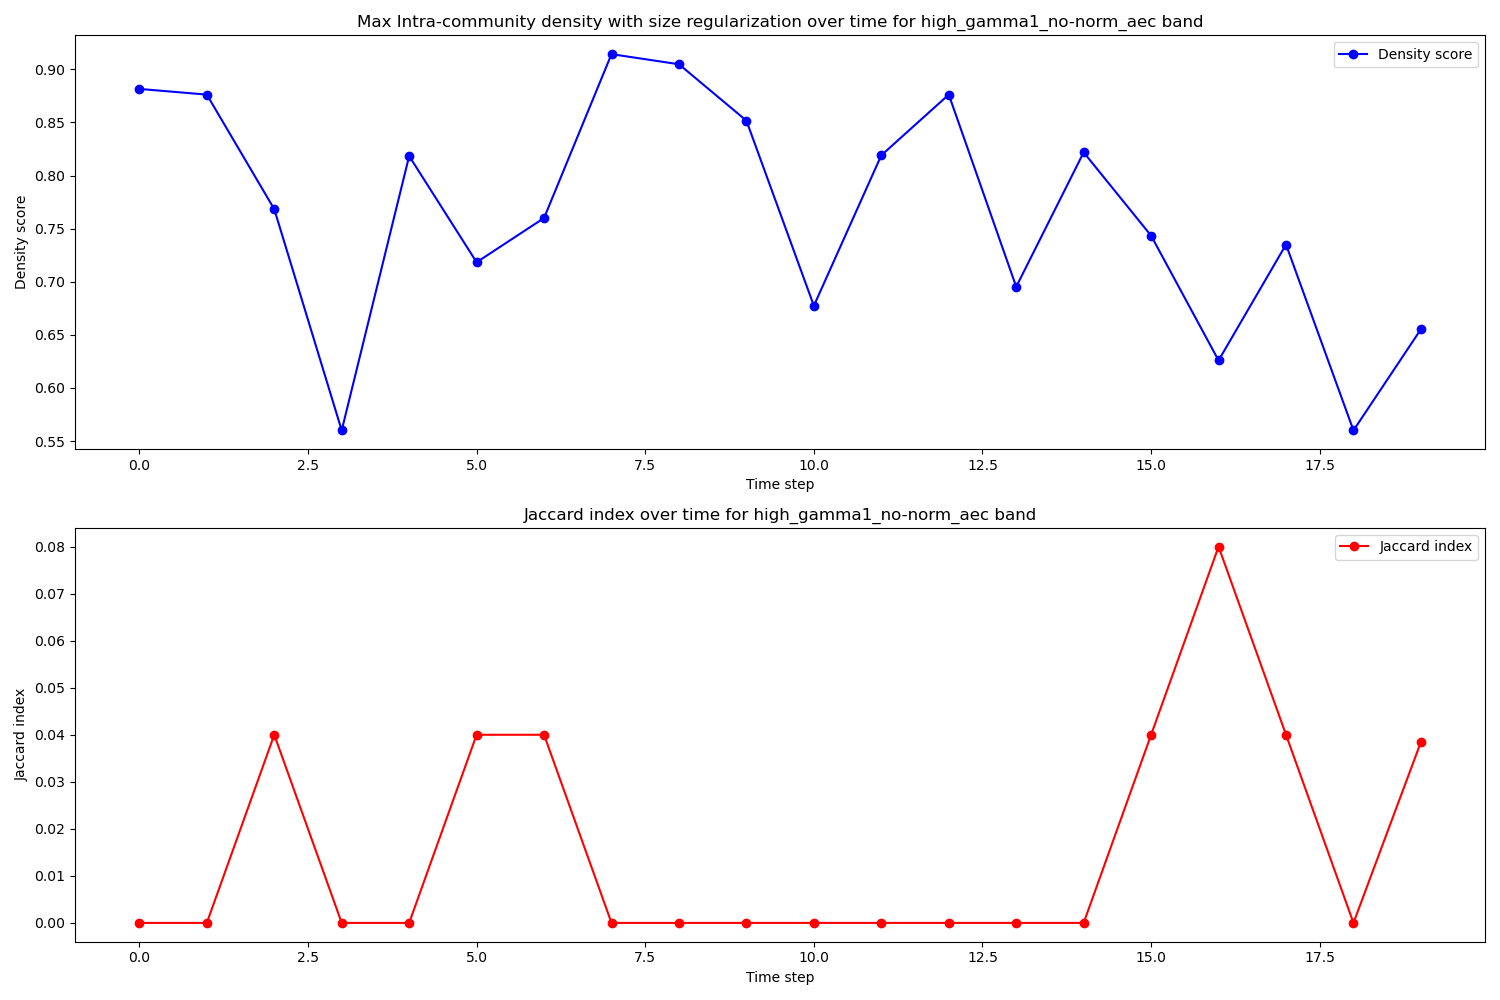 Max Intra-community density with size regularization over time for high_gamma1_no-norm_aec band
Density score
0.90
0.85
0.80
0.75
0.70
0.65
0.60
0.55
Density score
0.0 2.5 5.0 7.5 10.0 12.5 15.0 17.5
Time step
Jaccard index over time for high_gamma1_no-norm_aec band
Jaccard index
0.08
0.07
0.06
0.05
0.04
0.03
0.02
0.01
0.00
Jaccard index
0.0 2.5 5.0 7.5 10.0 12.5 15.0 17.5
Time step